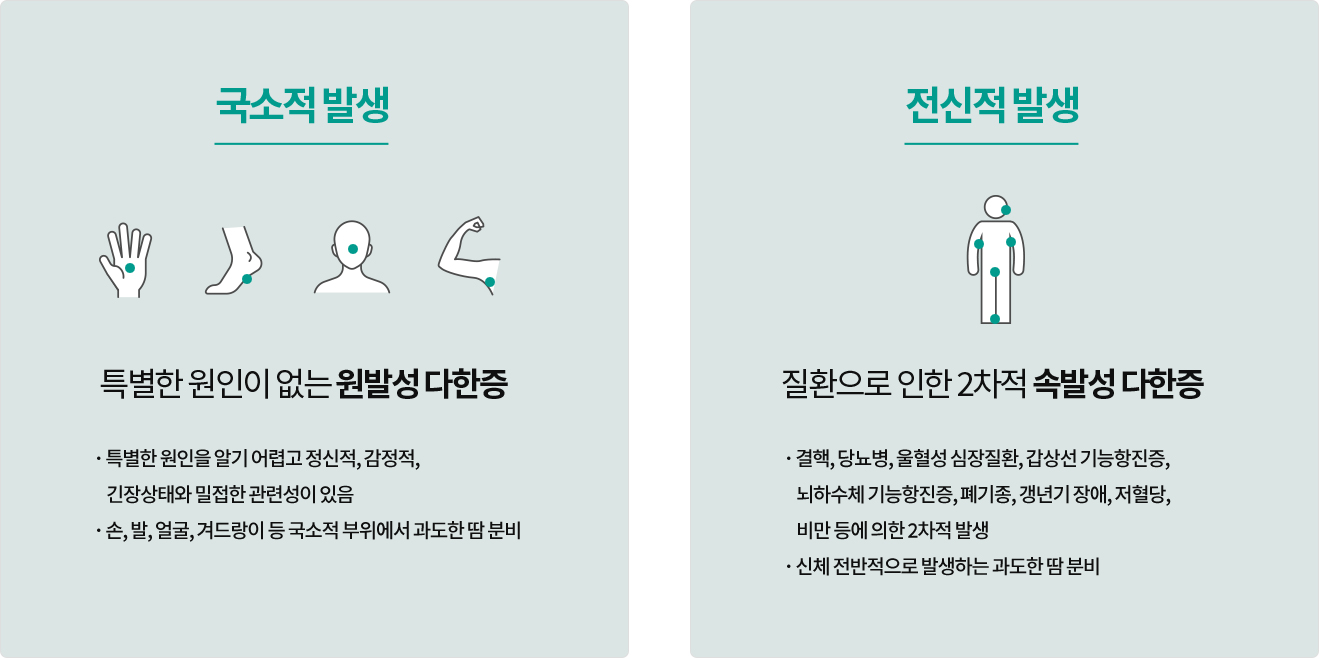 국소적 발생
특별한 원인이 없는 원발성 다한증
· 특별한 원인을 알기 어렵고 정신적, 감정적,
긴장상태와 밀접한 관련성이 있음
· 손, 발, 얼굴, 겨드랑이 등 국소적 부위에서 과도한 땀 분비
전신적 발생
질환으로 인한 2차적 속발성 다한증
· 결핵, 당뇨병, 울혈성 심장질환, 갑상선 기능항진증,
뇌하수체 기능항진증, 폐기종, 갱년기 장애, 저혈당,
비만 등에 의한 2차적 발생
· 신체 전반적으로 발생하는 과도한 땀 분비